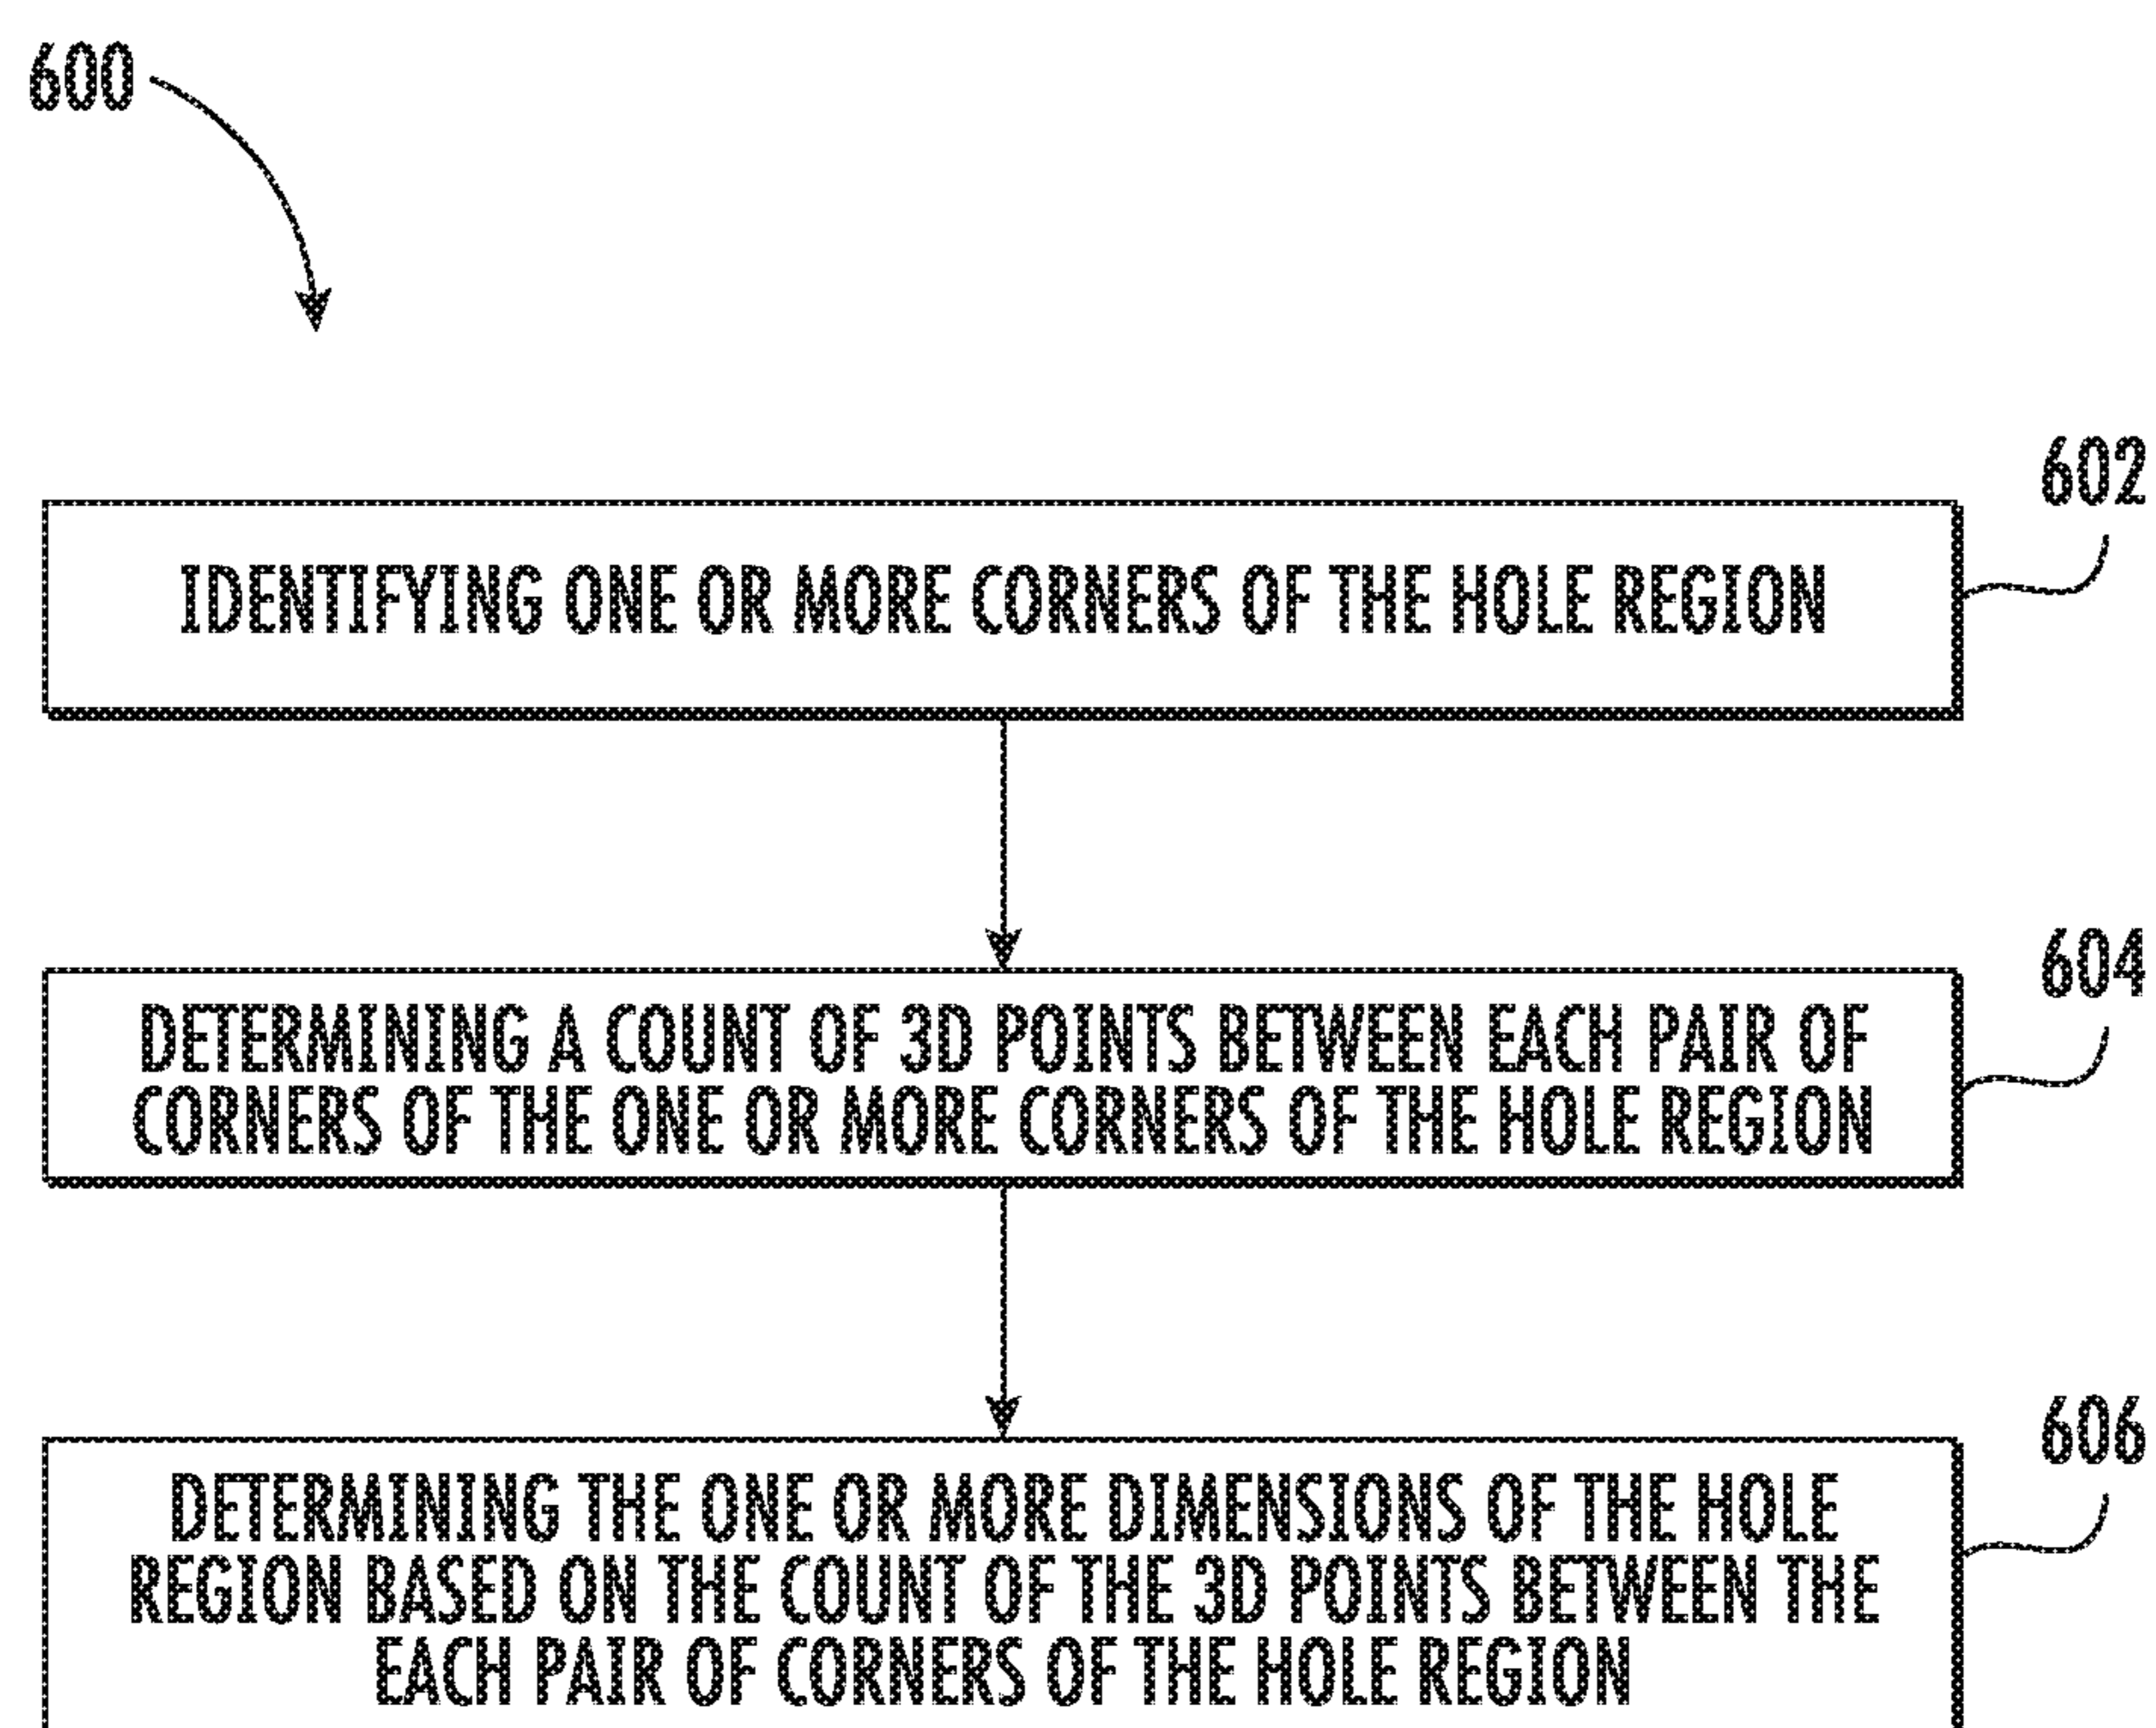 600
602
IDENTIFYING ONE OR MORE CORNERS OF THE HOLE REGION
604
DETERMINING A COUNT OF 3D POINTS BETWEEN EACH PAIR OF
CORNERS OF THE ONE OR MORE CORNERS OF THE HOLE REGION
606
DETERMINING THE ONE OR MORE DIMENSIONS OF THE HOLE
REGION BASED ON THE COUNT OF THE 3D POINTS BETWEEN THE
EACH PAIR OF CORNERS OF THE HOLE REGION